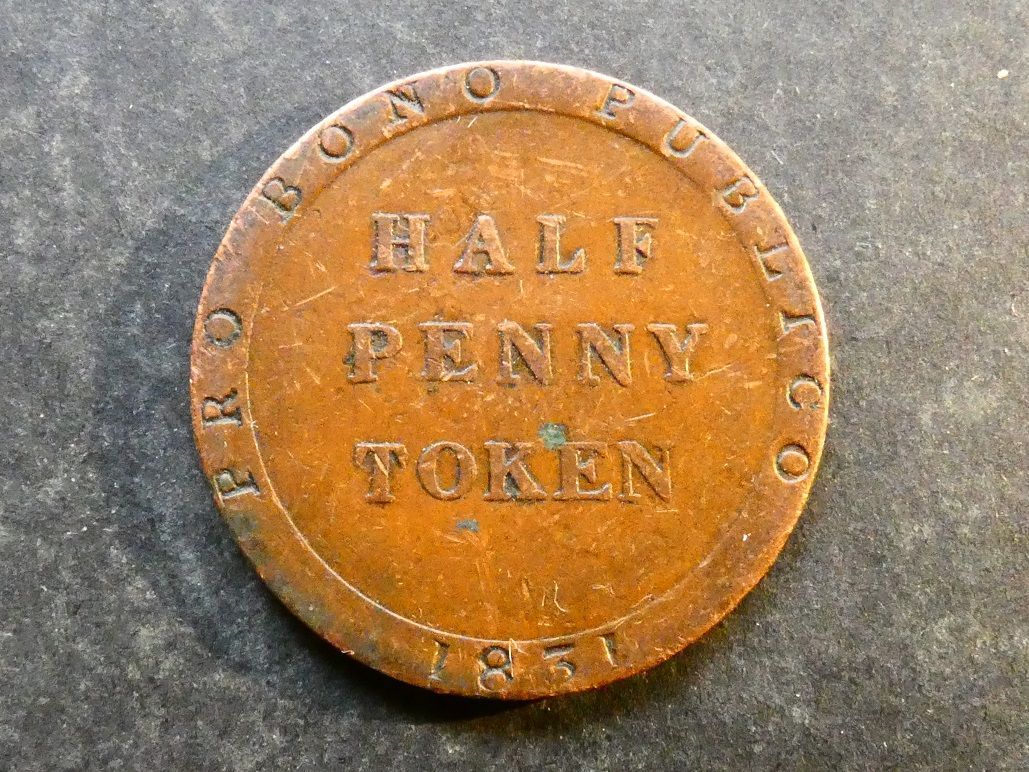 PRO BONO PUBLICO
HALF
PENNY
TOKEN
1831